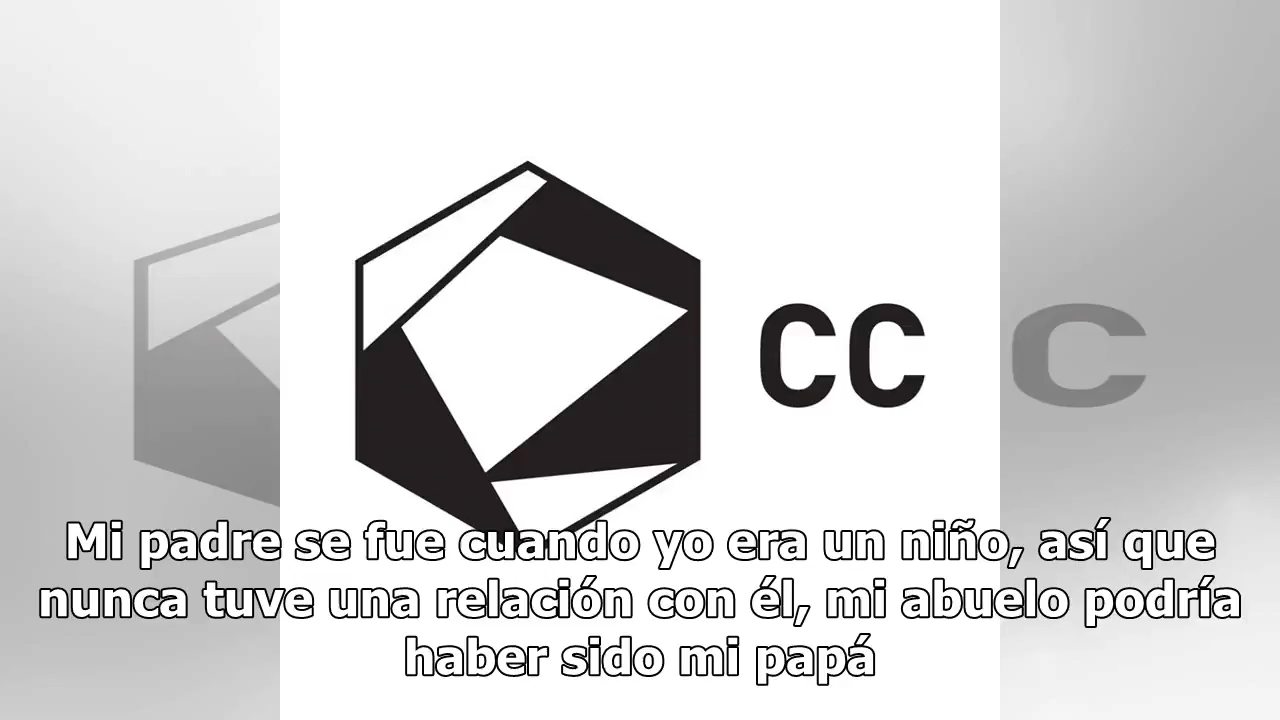 CC
C
Mi padre se fue cuando yo era un niño, así que
nunca tuve una relación con él, mi abuelo podría
haber sido mi papá